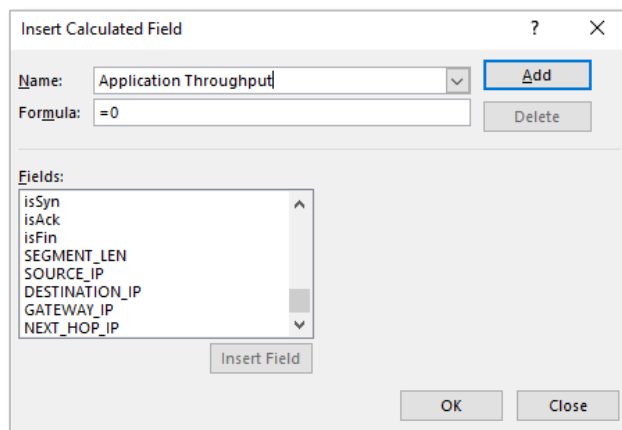 Insert Calculated Field ? X
Name: Application Throughput Add
Formula: =0 Delete
Fields:
isSyn
isAck
isFin
SEGMENT_LEN
SOURCE_IP
DESTINATION_IP
GATEWAY_IP
NEXT_HOP_IP
Insert Field
OK Close